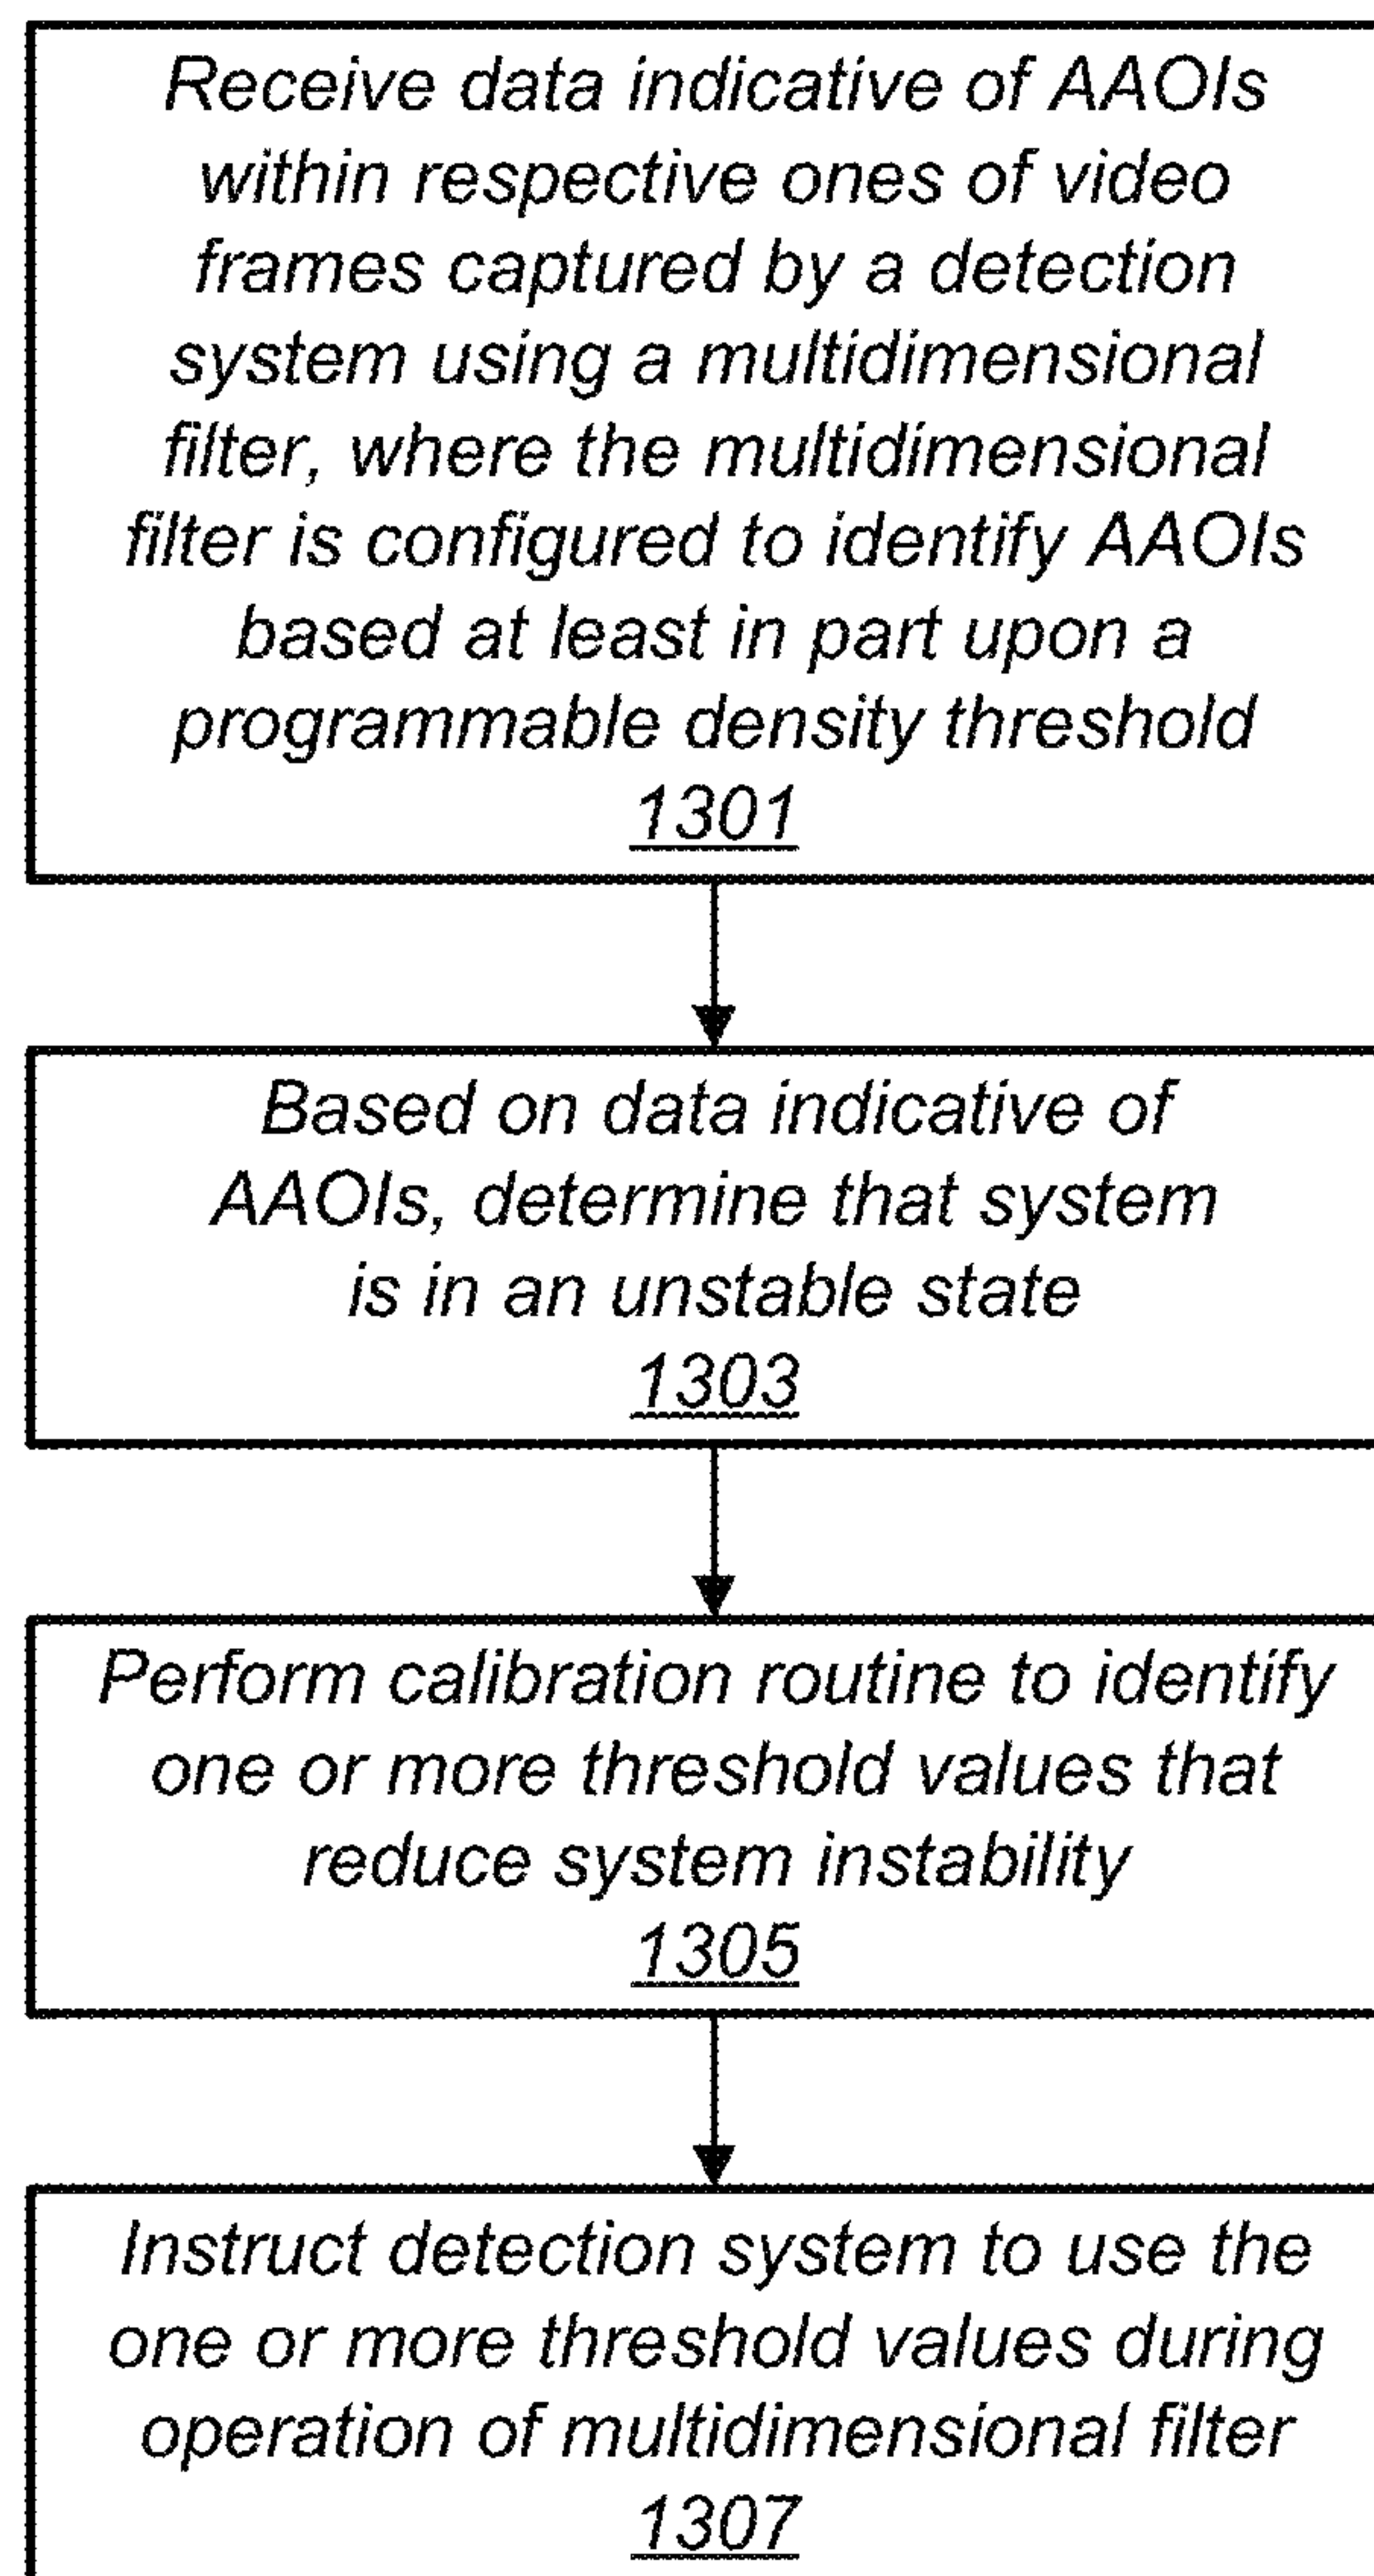 Receive data indicative of AAOIs
within respective ones of video
frames captured by a detection
system using a multidimensional
filter, where the multidimensional
filter is configured to identify AAOIs
based at least in part upon a
programmable density threshold
1301
Based on data indicative of
AAOIs, determine that system
is in an unstable state
1303
Perform calibration routine to identify
one or more threshold values that
reduce system instability
1305
Instruct detection system to use the
one or more threshold values during
operation of multidimensional filter
1307